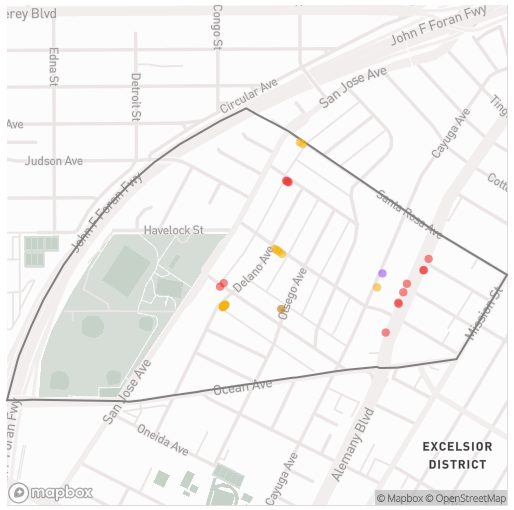 erey Blvd
Congo St
John F Foran Fwy
Edna St
Detroit St
San Jose Ave
Circular Ave
Ting
Ave
Judson Ave
Cayuga Ave
Cotte
John F Foran Fwy
Santa Rosa Ave
Havelock St
Delano Ave
Otsego Ave
Mission St
San Jose Ave
Ocean Ave
Foran Fwy
Oneida Ave
Alemany Blvd
Cayuga Ave
EXCELSIOR
DISTRICT
mapbox
© Mapbox © OpenStreetMap